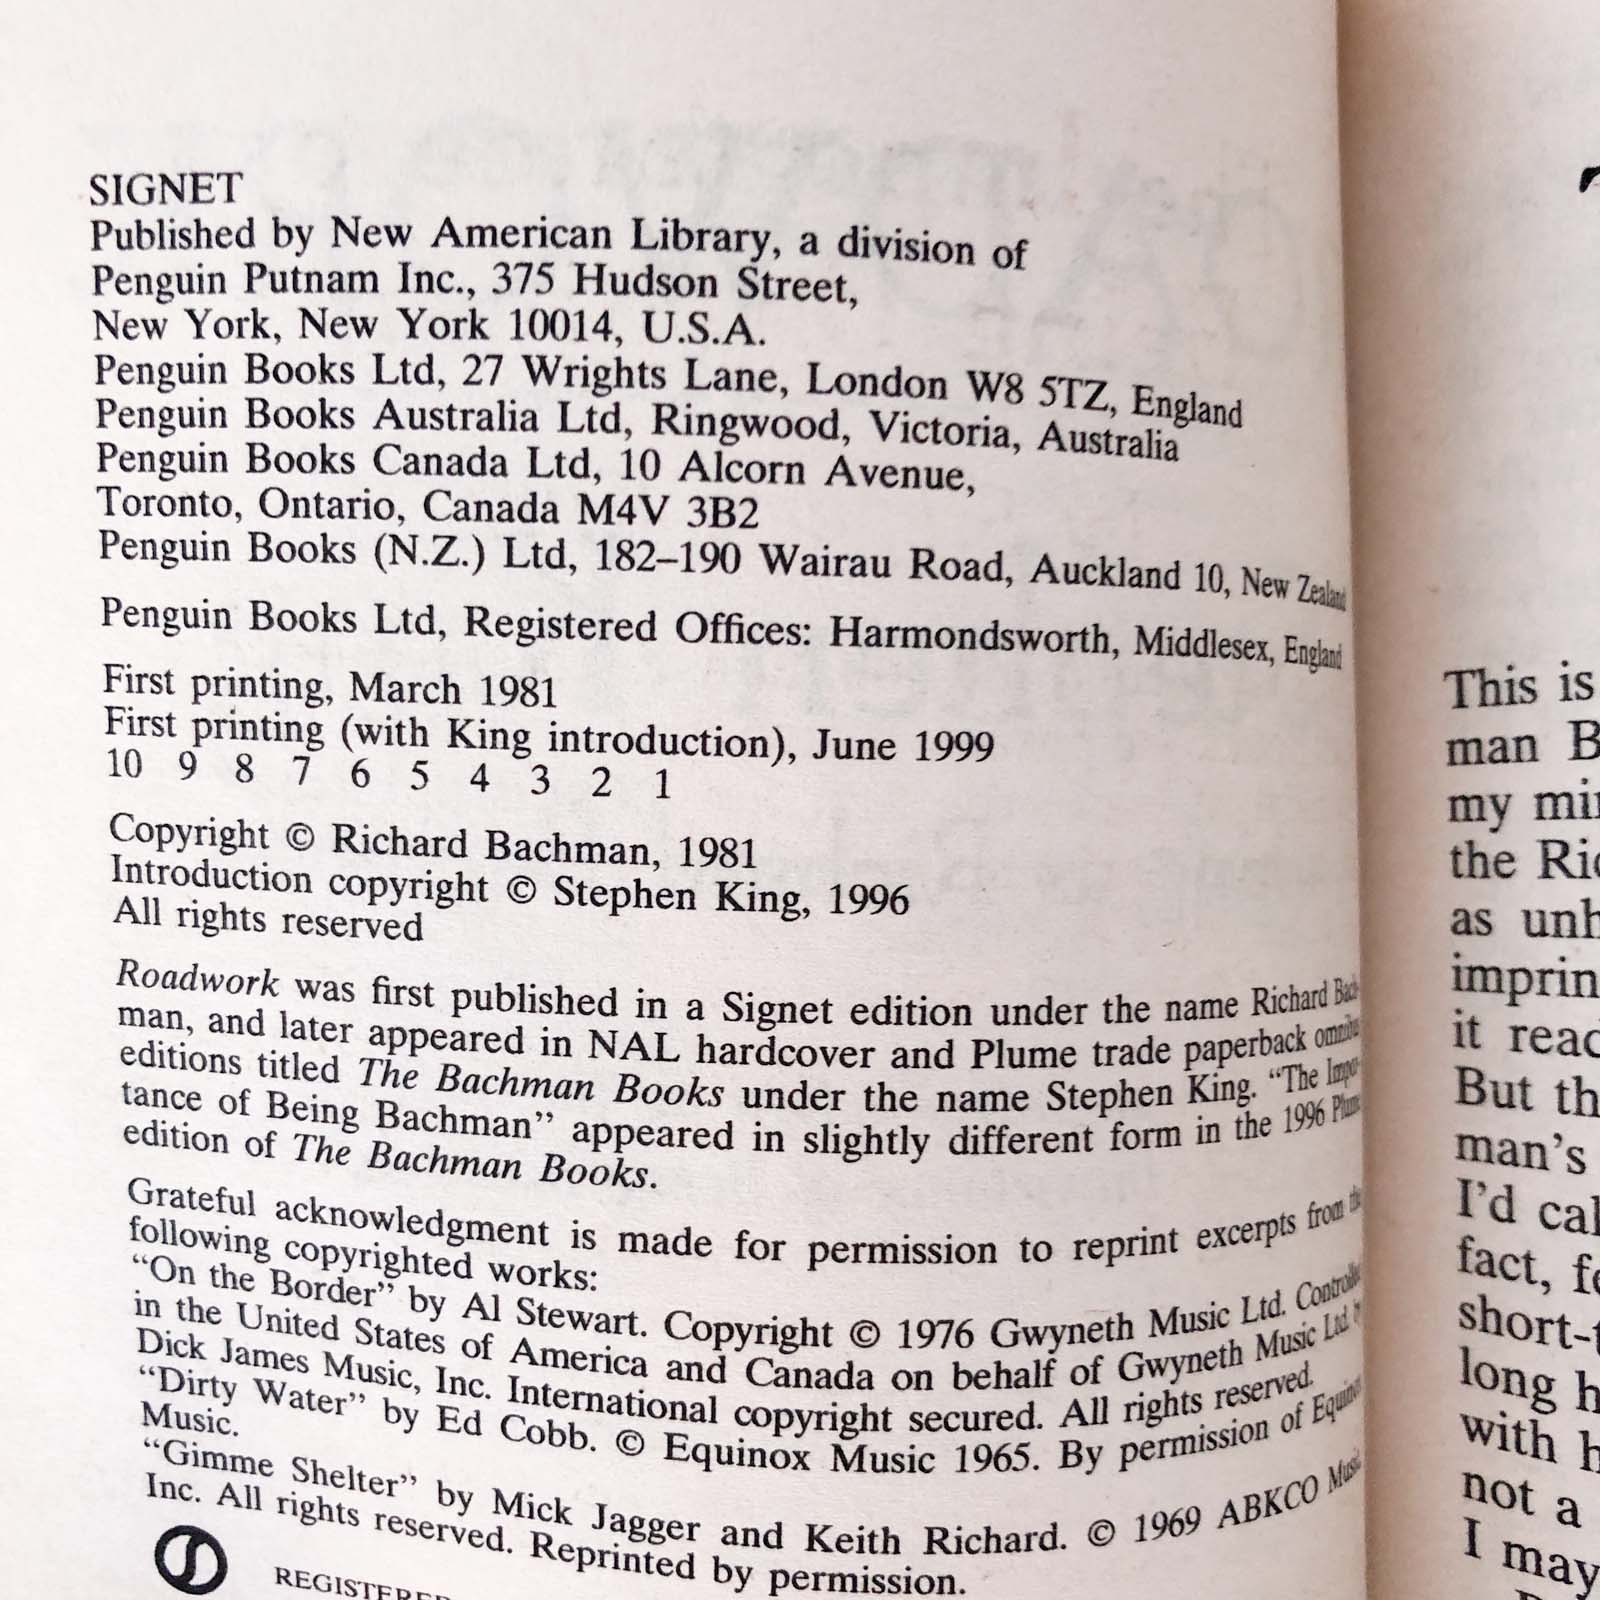 SIGNET
Published by New American Library, a division of
Penguin Putnam Inc., 375 Hudson Street,
New York, New York 10014, U.S.A.
Penguin Books Ltd, 27 Wrights Lane, London W8 5TZ, England
Penguin Books Australia Ltd, Ringwood, Victoria, Australia
Penguin Books Canada Ltd, 10 Alcorn Avenue,
Toronto, Ontario, Canada M4V 3B2
Penguin Books (N.Z.) Ltd, 182–190 Wairau Road, Auckland 10, New Zealand
Penguin Books Ltd, Registered Offices: Harmondsworth, Middlesex, England
First printing, March 1981
First printing (with King introduction), June 1999
10 9 8 7 6 5 4 3 2 1
Copyright © Richard Bachman, 1981
Introduction copyright © Stephen King, 1996
All rights reserved
Roadwork was first published in a Signet edition under the name Richard Bach-
man, and later appeared in NAL hardcover and Plume trade paperback omnibus
editions titled The Bachman Books under the name Stephen King. “The Impor-
tance of Being Bachman” appeared in slightly different form in the 1996 Plume
edition of The Bachman Books.
Grateful acknowledgment is made for permission to reprint excerpts from the
following copyrighted works:
“On the Border” by Al Stewart. Copyright © 1976 Gwyneth Music Ltd. Controlled
in the United States of America and Canada on behalf of Gwyneth Music Ltd. by
Dick James Music, Inc. International copyright secured. All rights reserved.
“Dirty Water” by Ed Cobb. © Equinox Music 1965. By permission of Equinox
Music.
“Gimme Shelter” by Mick Jagger and Keith Richard. © 1969 ABKCO Music
Inc. All rights reserved. Reprinted by permission.
REGISTERED
This is
man B
my min
the Ric
as unh
imprin
it read
But th
man’s
I’d cal
fact, fo
short-t
long h
with h
not a
I may